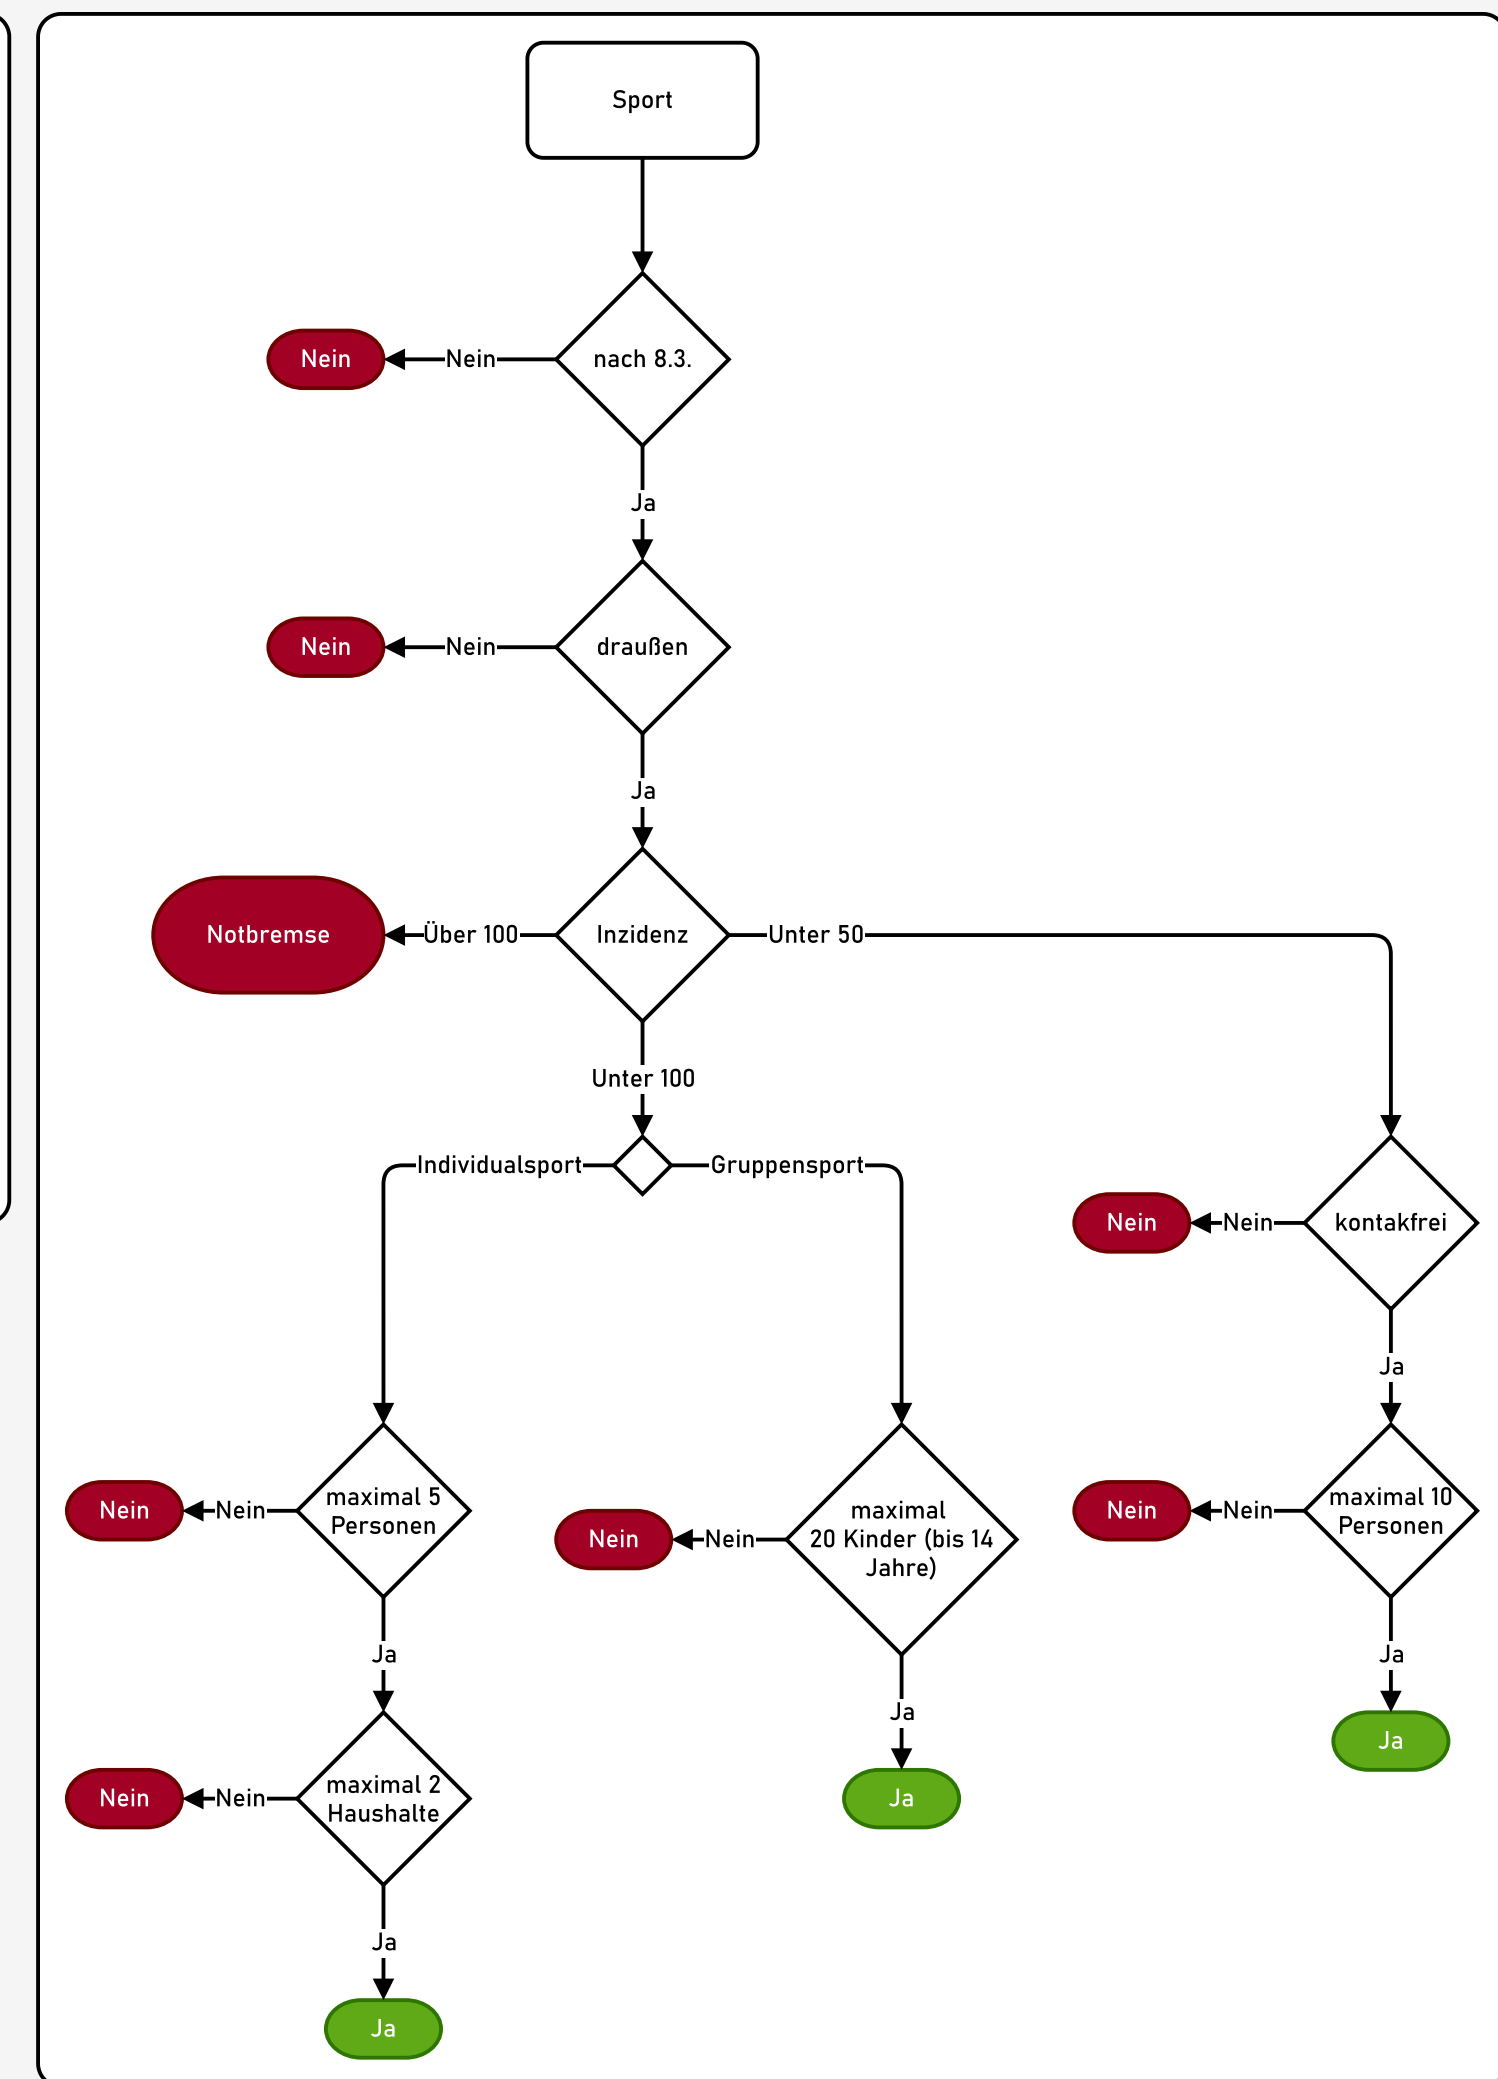 Sport
Nein
Nein
nach 8.3.
Ja
Nein
Nein
draußen
Ja
Notbremse
Über 100
Inzidenz
Unter 50
Unter 100
Individualsport
Gruppensport
Nein
Nein
kontakfrei
Ja
Nein
Nein
maximal 5
Personen
Nein
Nein
maximal
20 Kinder (bis 14
Jahre)
Nein
Nein
maximal 10
Personen
Ja
Ja
Ja
Ja
Ja
Nein
Nein
maximal 2
Haushalte
Ja
Ja